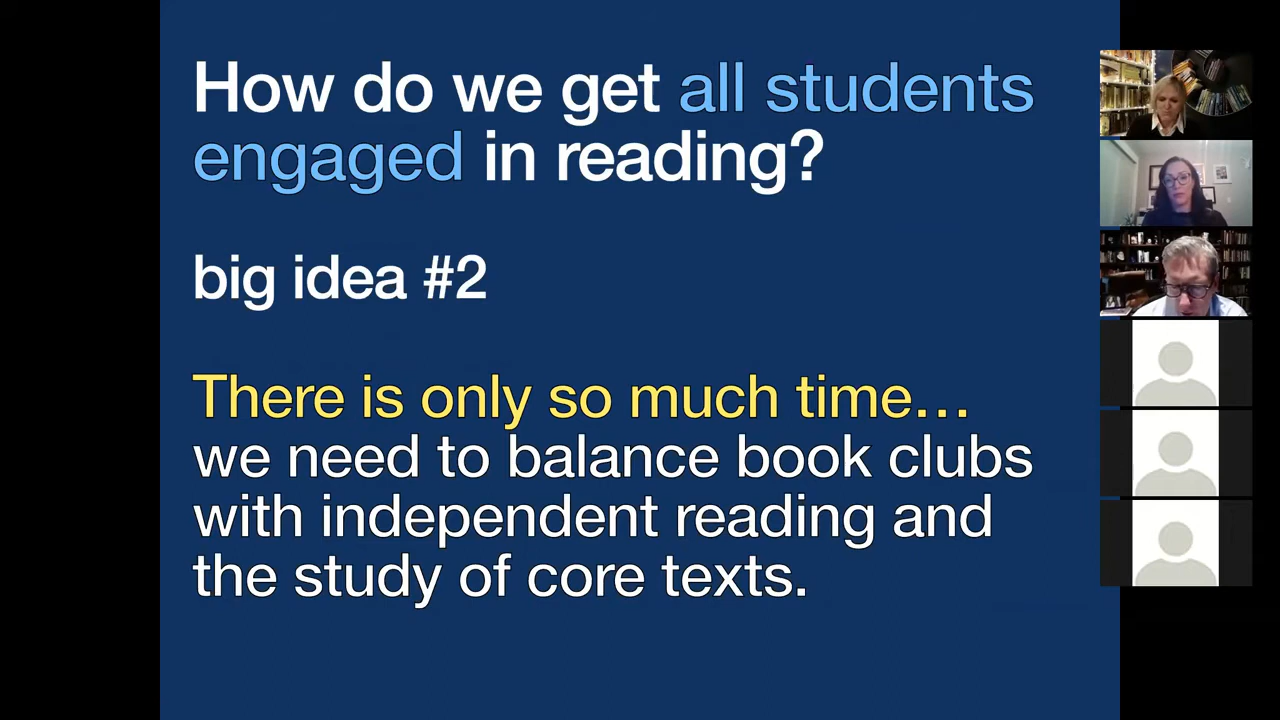 How do we get all students
engaged in reading?
big idea #2
There is only so much time…
we need to balance book clubs
with independent reading and
the study of core texts.